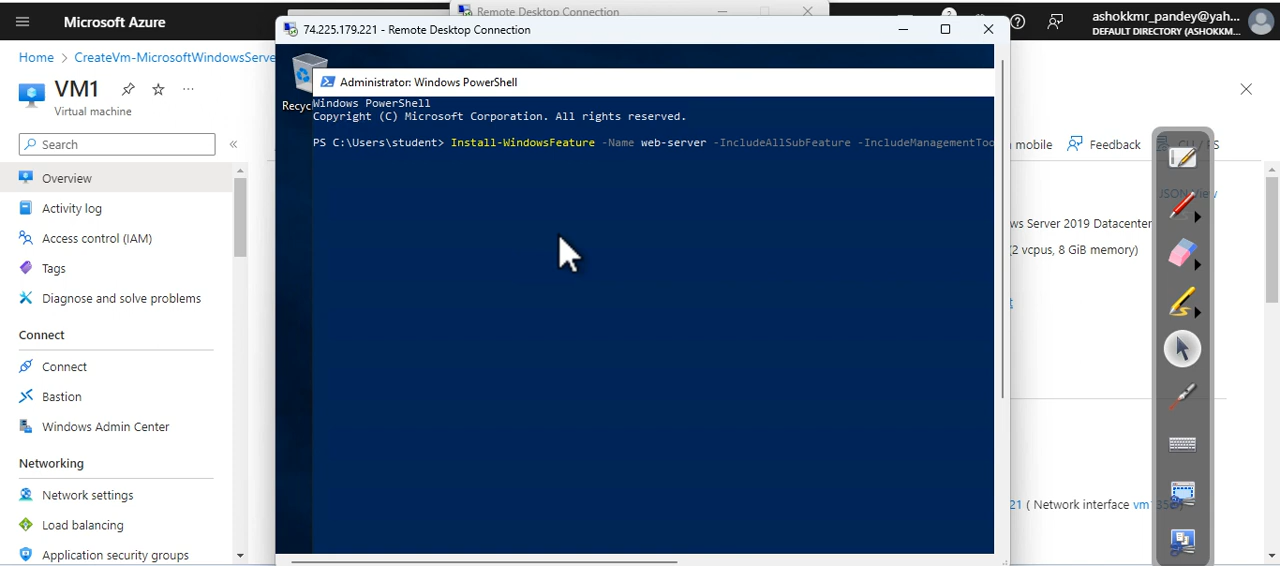 Remote Desktop Connection
Microsoft Azure
74.225.179.221 - Remote Desktop Connection
ashokkmr_pandey@yah...
DEFAULT DIRECTORY (ASHOKKM...
Home > CreateVm-MicrosoftWindowsServe
VM1
Virtual machine
Administrator: Windows PowerShell
Recyc
Windows PowerShell
Copyright (C) Microsoft Corporation. All rights reserved.
PS C:\Users\student> Install-WindowsFeature -Name web-server -IncludeAllSubFeature -IncludeManagementToo
Search
mobile
Feedback
Overview
Activity log
Access control (IAM)
Tags
Diagnose and solve problems
Connect
Connect
Bastion
Windows Admin Center
Networking
Network settings
Load balancing
Application security groups
JSON View
ws Server 2019 Datacenter
(2 vcpus, 8 GiB memory)
21 ( Network interface